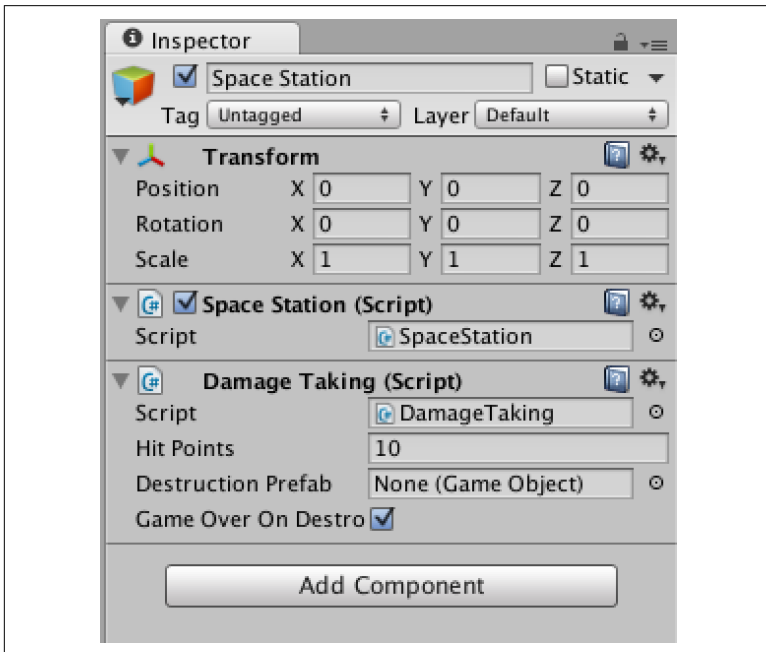 Inspector
Space Station Static
Tag Untagged Layer Default
Transform
Position X 0 Y 0 Z 0
Rotation X 0 Y 0 Z 0
Scale X 1 Y 1 Z 1
Space Station (Script)
Script SpaceStation
Damage Taking (Script)
Script DamageTaking
Hit Points 10
Destruction Prefab None (Game Object)
Game Over On Destro
Add Component